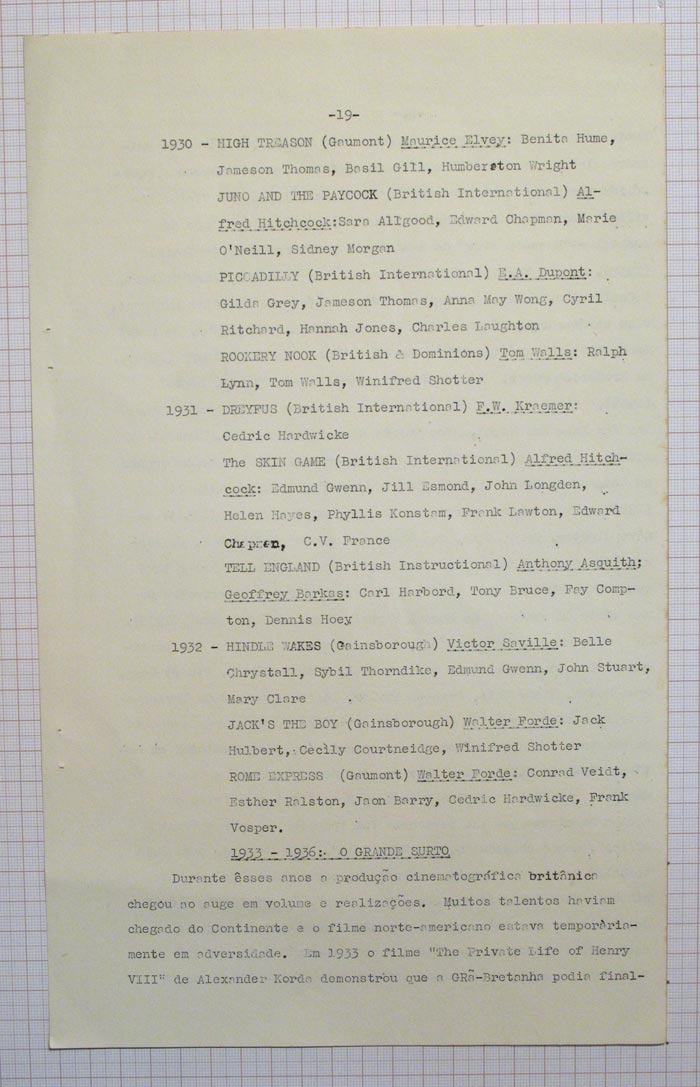 -19-
1930 - HIGH TREASON (Gaumont) Maurice Elvey: Benita Hume,
Jameson Thomas, Basil Gill, Humberston Wright
JUNO AND THE PAYCOCK (British International) Al-
fred Hitchcock:Sara Allgood, Edward Chapman, Marie
O'Neill, Sidney Morgan
PICCADILLY (British International) E.A. Dupont:
Gilda Grey, Jameson Thomas, Anna May Wong, Cyril
Ritchard, Hannah Jones, Charles Laughton
ROOKERY NOOK (British & Dominions) Tom Walls: Ralph
Lynn, Tom Walls, Winifred Shotter
1931 - DREYFUS (British International) F.W. Kraemer:
Cedric Hardwicke
The SKIN GAME (British International) Alfred Hitch-
cock: Edmund Gwenn, Jill Esmond, John Longden,
Helen Hayes, Phyllis Konstam, Frank Lawton, Edward
Chapman, C.V. France
TELL ENGLAND (British Instructional) Anthony Asquith;
Geoffrey Barkas: Carl Harbord, Tony Bruce, Fay Comp-
ton, Dennis Hoey
1932 - HINDLE WAKES (Gainsborough) Victor Saville: Belle
Chrystall, Sybil Thorndike, Edmund Gwenn, John Stuart,
Mary Clare
JACK'S THE BOY (Gainsborough) Walter Forde: Jack
Hulbert, Cecily Courtneidge, Winifred Shotter
ROME EXPRESS (Gaumont) Walter Forde: Conrad Veidt,
Esther Ralston, Jaon Barry, Cedric Hardwicke, Frank
Vosper.
1933 - 1936: O GRANDE SURTO
Durante êsses anos a produção cinematográfica britânica
chegou ao auge em volume e realizações. Muitos talentos haviam
chegado do Continente e o filme norte-americano estava temporària-
mente em adversidade. Em 1933 o filme "The Private Life of Henry
VIII" de Alexander Korda demonstrou que a GRã-Bretanha podia final-